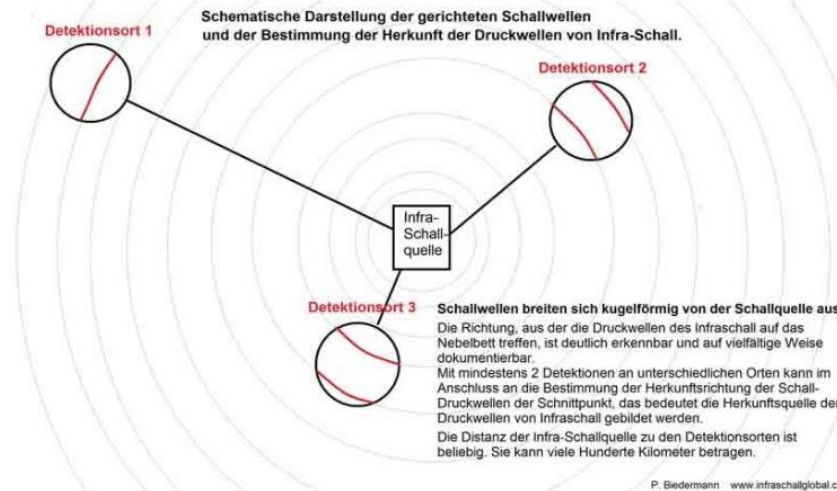 Schematische Darstellung der gerichteten Schallwellen
und der Bestimmung der Herkunft der Druckwellen von Infra-Schall.
Detektionsort 1
Detektionsort 2
Infra-
Schall-
quelle
Detektionsort 3
Schallwellen breiten sich kugelförmig von der Schallquelle aus
Die Richtung, aus der die Druckwellen des Infraschall auf das
Nebelbett treffen, ist deutlich erkennbar und auf vielfältige Weise
dokumentierbar.
Mit mindestens 2 Detektionen an unterschiedlichen Orten kann im
Anschluss an die Bestimmung der Herkunftsrichtung der Schall-
Druckwellen der Schnittpunkt, das bedeutet die Herkunftsquelle der
Druckwellen von Infraschall gebildet werden.
Die Distanz der Infra-Schallquelle zu den Detektionsorten ist
beliebig. Sie kann viele Hunderte Kilometer betragen.
P. Biedermann www.infraschallglobal.c